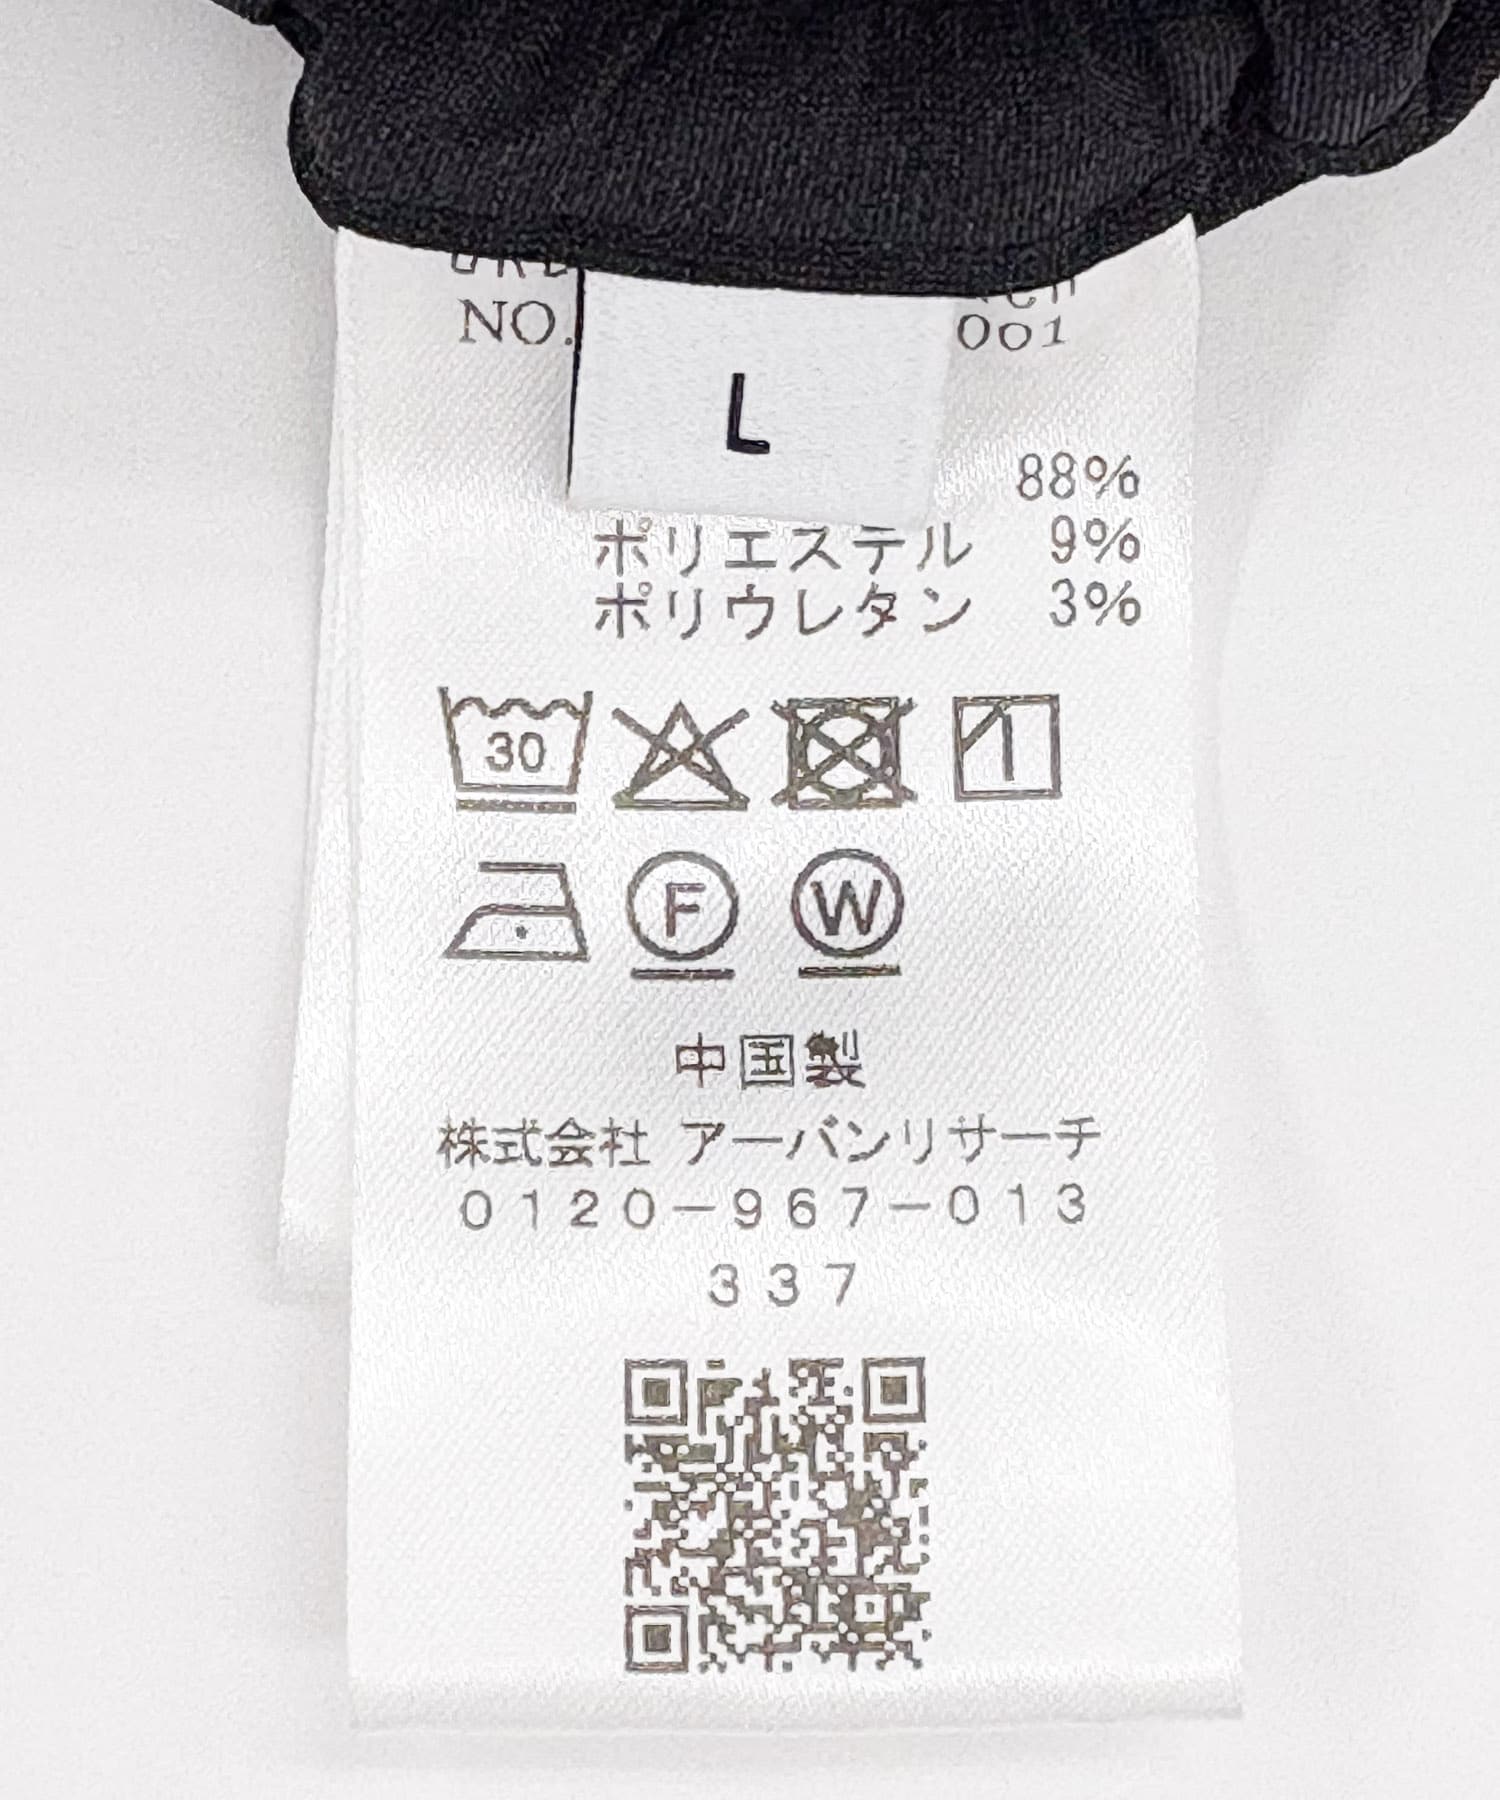 NO.
001
L
88%
ポリエステル 9%
ポリウレタン 3%
30
F W
中国製
株式会社 アーバンリサーチ
0120-967-013
337